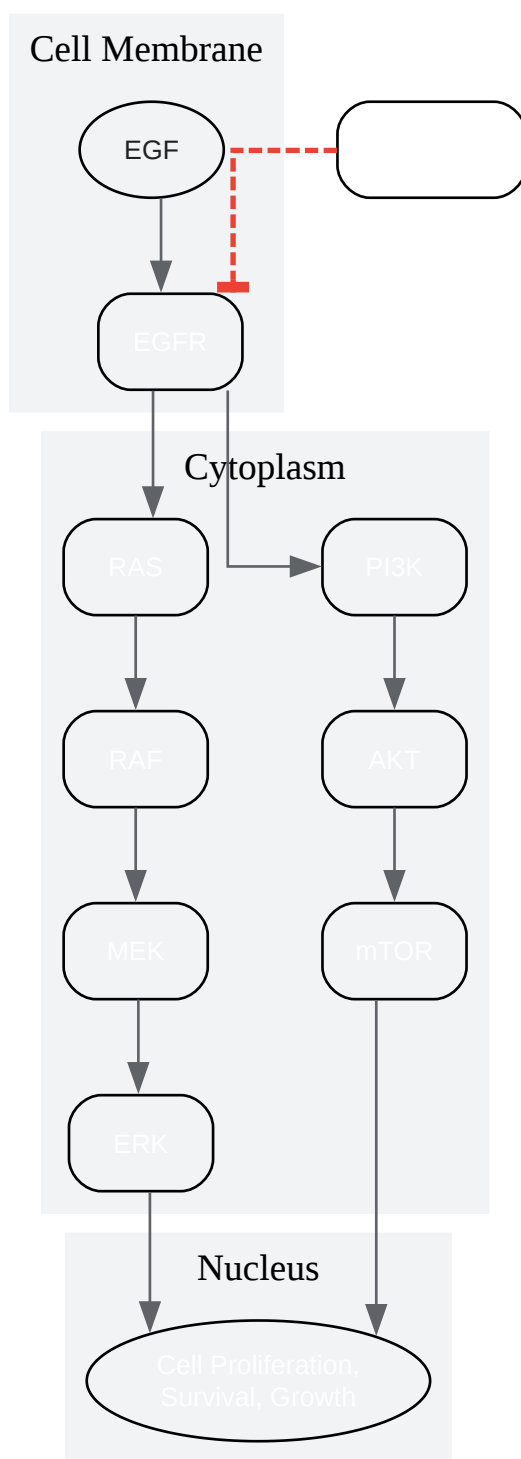 Cell Membrane
EGF
EGFR
Cytoplasm
RAS
PI3K
RAF
AKT
MEK
mTOR
ERK
Nucleus
Cell Proliferation,
Survival, Growth